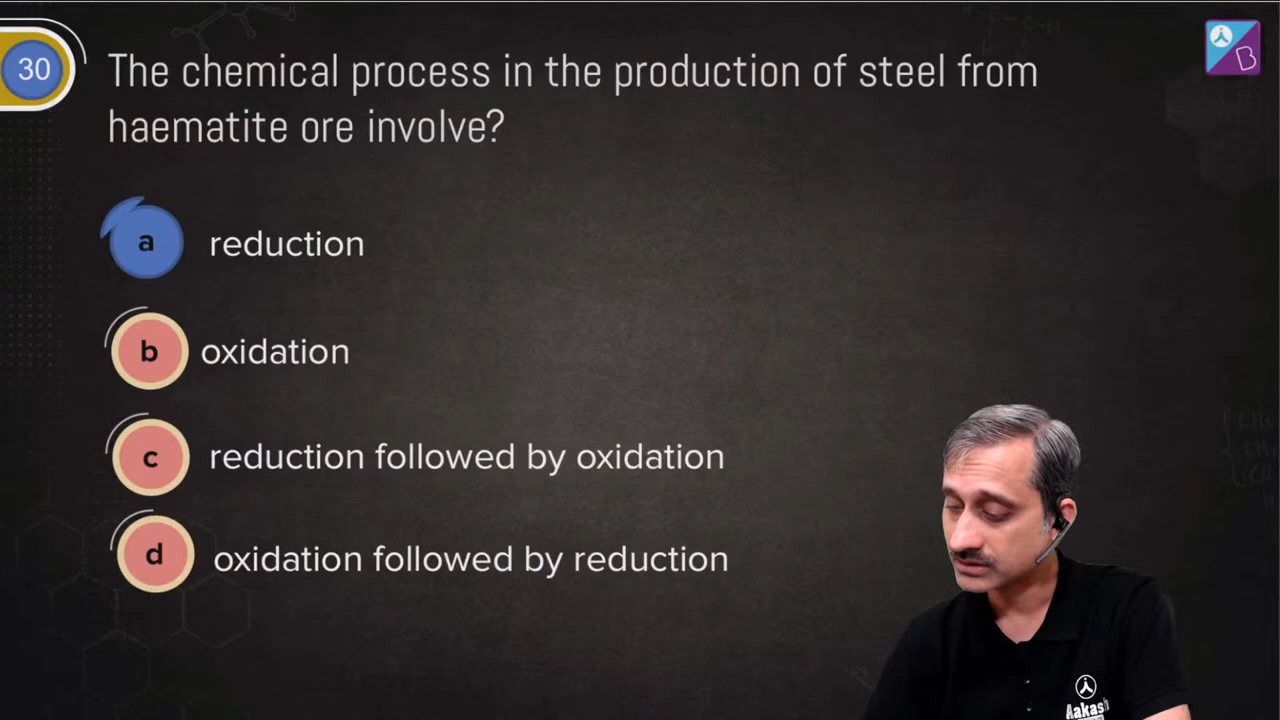 30
The chemical process in the production of steel from
haematite ore involve?
a reduction
b oxidation
c reduction followed by oxidation
d oxidation followed by reduction
B
Aakash